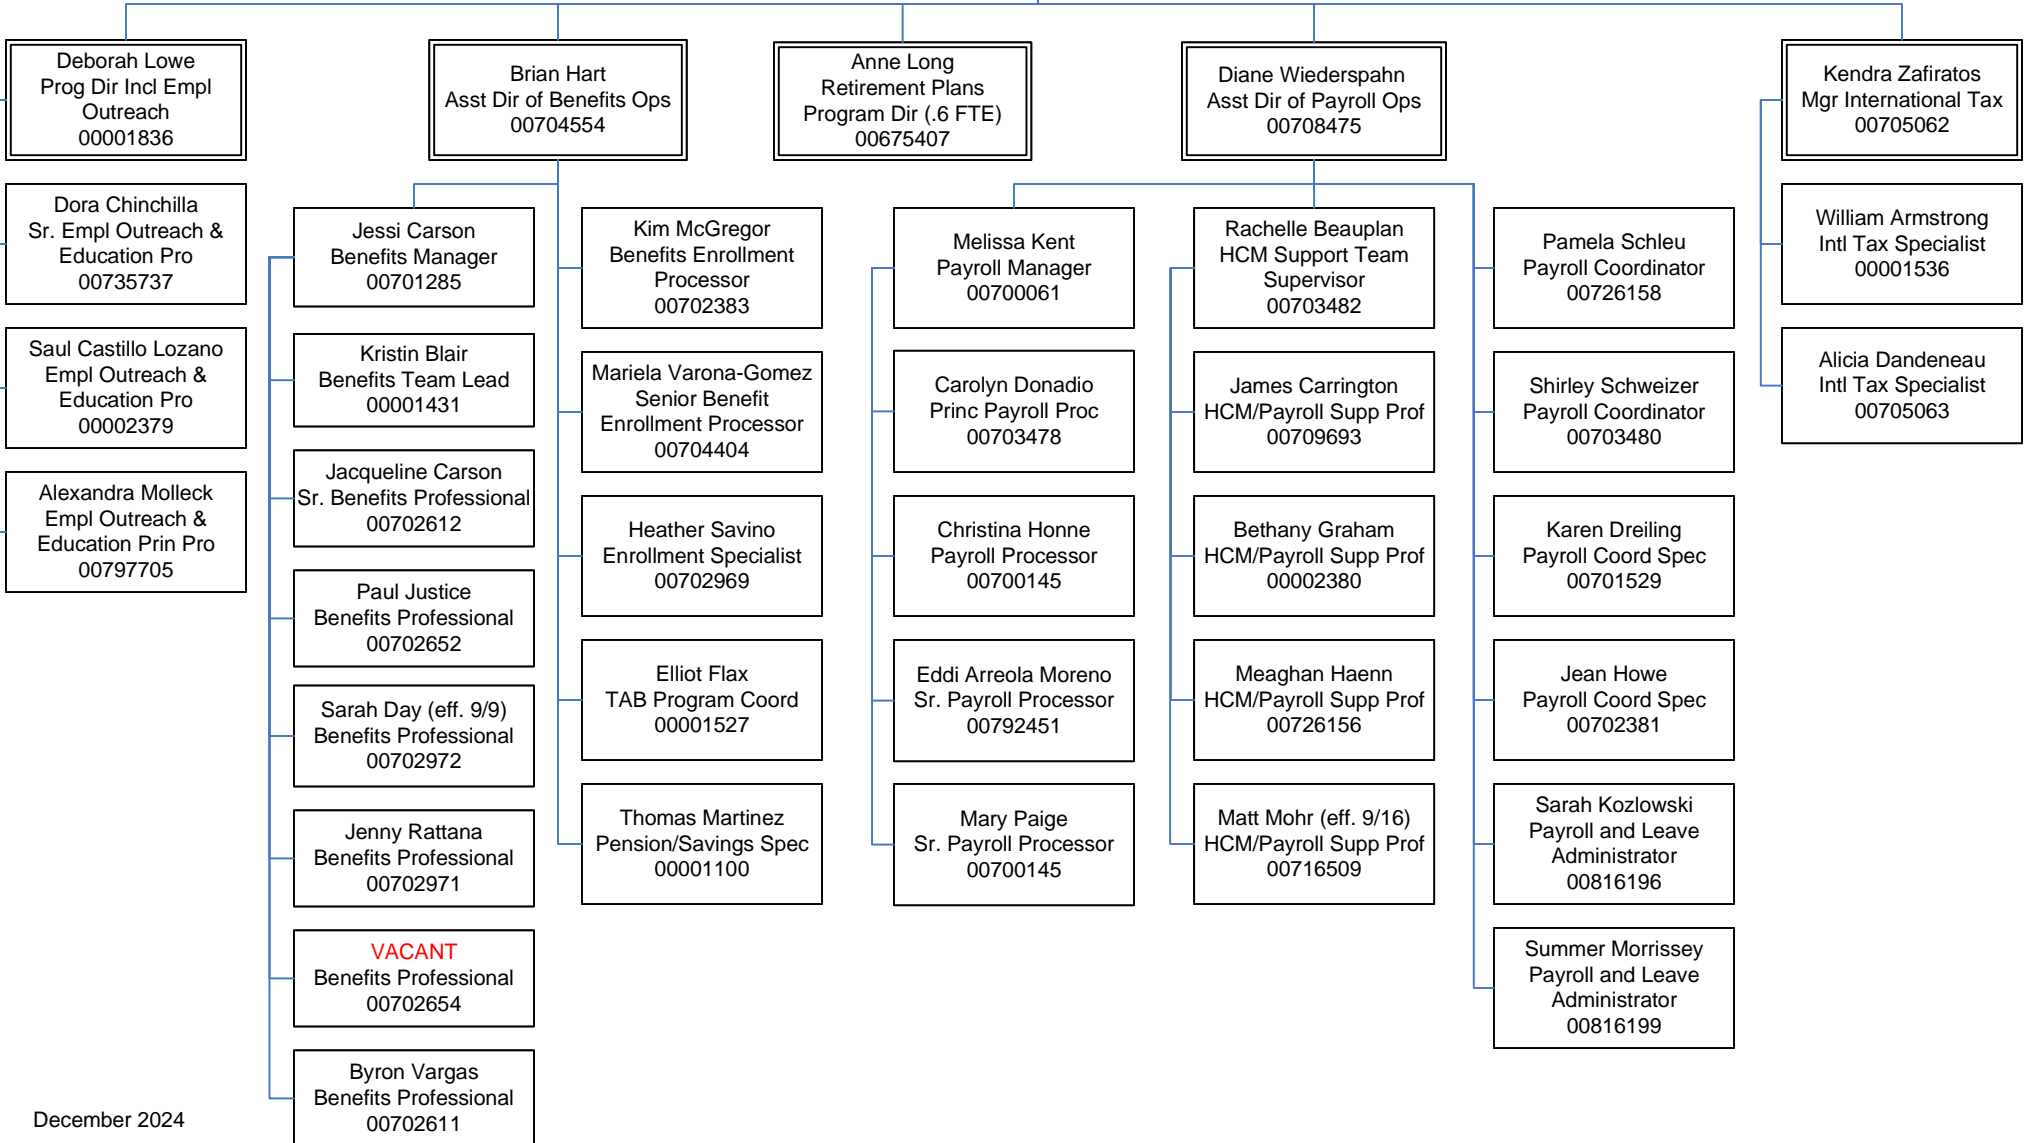 Deborah Lowe
Prog Dir Incl Empl
Outreach
00001836
Brian Hart
Asst Dir of Benefits Ops
00704554
Anne Long
Retirement Plans
Program Dir (.6 FTE)
00675407
Diane Wiederspahn
Asst Dir of Payroll Ops
00708475
Kendra Zafiratos
Mgr International Tax
00705062
Dora Chinchilla
Sr. Empl Outreach &
Education Pro
00735737
Saul Castillo Lozano
Empl Outreach &
Education Pro
00002379
Alexandra Molleck
Empl Outreach &
Education Prin Pro
00797705
Jessi Carson
Benefits Manager
00701285
Kristin Blair
Benefits Team Lead
00001431
Jacqueline Carson
Sr. Benefits Professional
00702612
Paul Justice
Benefits Professional
00702652
Sarah Day (eff. 9/9)
Benefits Professional
00702972
Jenny Rattana
Benefits Professional
00702971
VACANT
Benefits Professional
00702654
Byron Vargas
Benefits Professional
00702611
Kim McGregor
Benefits Enrollment
Processor
00702383
Mariela Varona-Gomez
Senior Benefit
Enrollment Processor
00704404
Heather Savino
Enrollment Specialist
00702969
Elliot Flax
TAB Program Coord
00001527
Thomas Martinez
Pension/Savings Spec
00001100
Melissa Kent
Payroll Manager
00700061
Carolyn Donadio
Princ Payroll Proc
00703478
Christina Honne
Payroll Processor
00700145
Eddi Arreola Moreno
Sr. Payroll Processor
00792451
Mary Paige
Sr. Payroll Processor
00700145
Rachelle Beauplan
HCM Support Team
Supervisor
00703482
James Carrington
HCM/Payroll Supp Prof
00709693
Bethany Graham
HCM/Payroll Supp Prof
00002380
Meaghan Haenn
HCM/Payroll Supp Prof
00726156
Matt Mohr (eff. 9/16)
HCM/Payroll Supp Prof
00716509
Pamela Schleu
Payroll Coordinator
00726158
Shirley Schweizer
Payroll Coordinator
00703480
Karen Dreiling
Payroll Coord Spec
00701529
Jean Howe
Payroll Coord Spec
00702381
Sarah Kozlowski
Payroll and Leave
Administrator
00816196
Summer Morrissey
Payroll and Leave
Administrator
00816199
William Armstrong
Intl Tax Specialist
00001536
Alicia Dandeneau
Intl Tax Specialist
00705063
December 2024